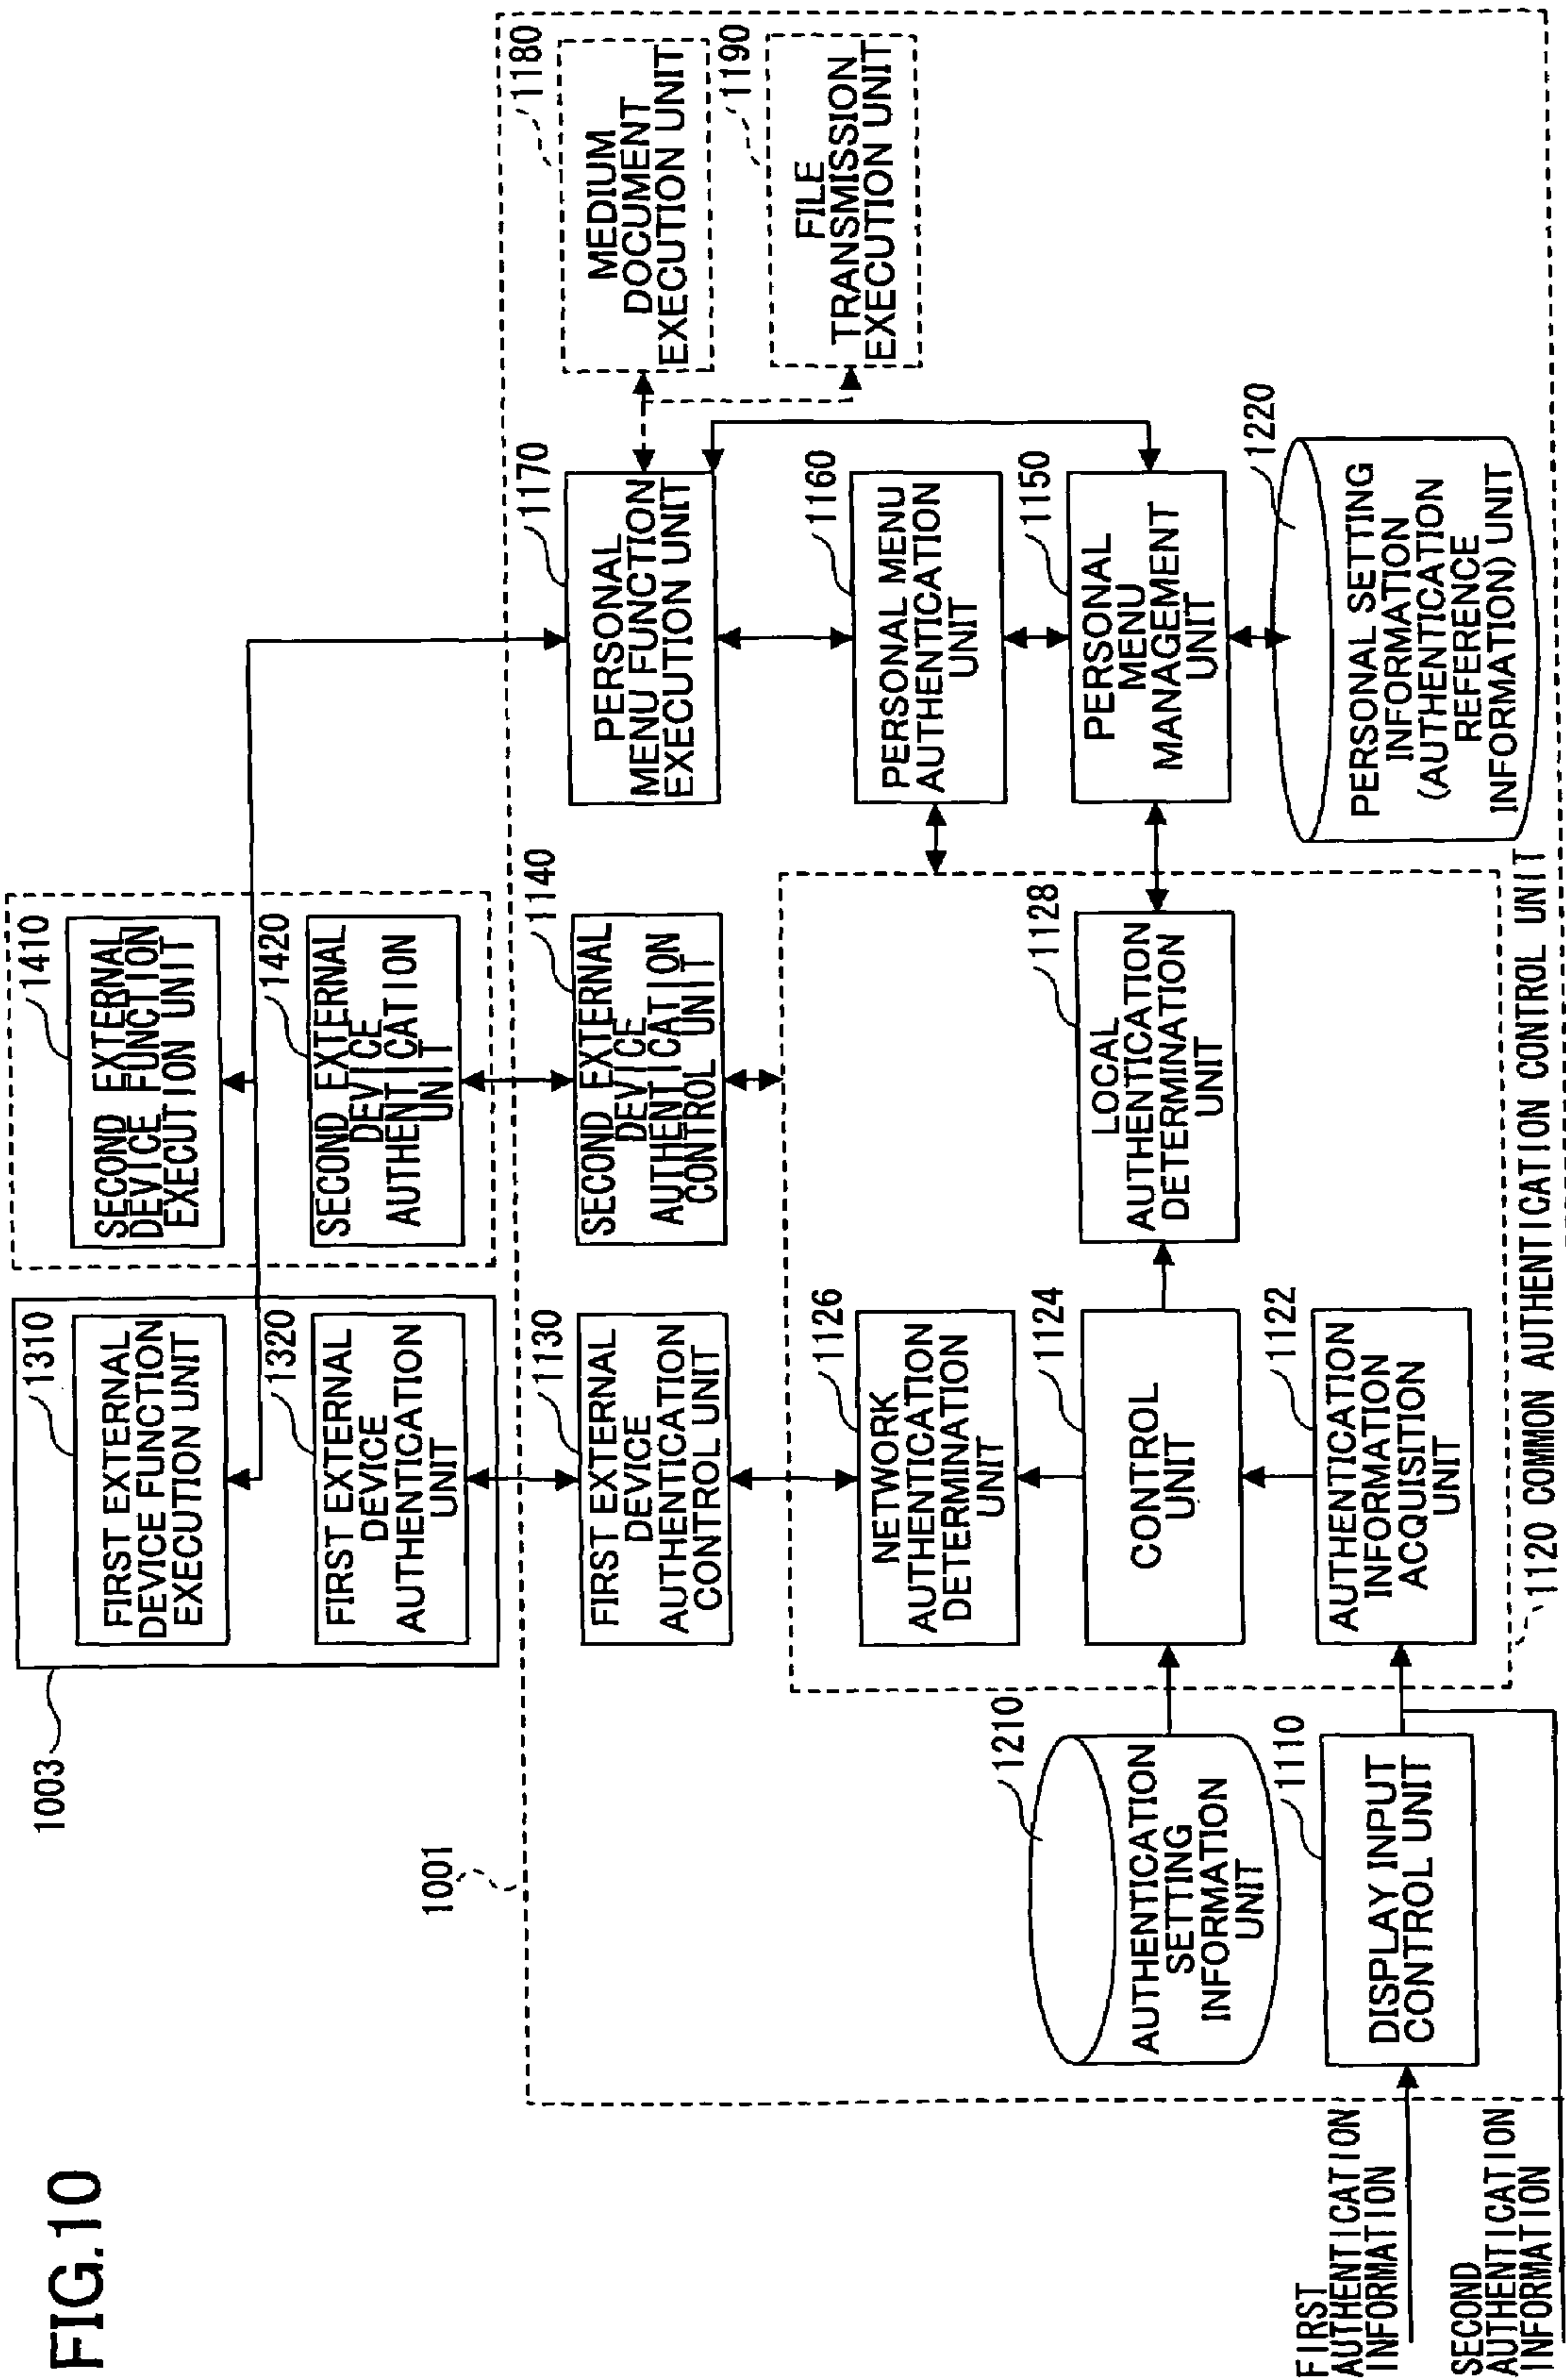 FIG.10
1003
1310
FIRST EXTERNAL
DEVICE FUNCTION
EXECUTION UNIT
1320
FIRST EXTERNAL
DEVICE
AUTHENTICATION
UNIT
1410
SECOND EXTERNAL
DEVICE FUNCTION
EXECUTION UNIT
1420
SECOND EXTERNAL
DEVICE
AUTHENTICATION
UNIT
1001
1130
FIRST EXTERNAL
DEVICE
AUTHENTICATION
CONTROL UNIT
1140
SECOND EXTERNAL
DEVICE
AUTHENTICATION
CONTROL UNIT
1170
PERSONAL
MENU FUNCTION
EXECUTION UNIT
1180
MEDIUM
DOCUMENT
EXECUTION UNIT
1190
FILE
TRANSMISSION
EXECUTION UNIT
1126
NETWORK
AUTHENTICATION
DETERMINATION
UNIT
1160
PERSONAL MENU
AUTHENTICATION
UNIT
1210
AUTHENTICATION
SETTING
INFORMATION
UNIT
1124
CONTROL
UNIT
1128
LOCAL
AUTHENTICATION
DETERMINATION
UNIT
1150
PERSONAL
MENU
MANAGEMENT
UNIT
1110
DISPLAY INPUT
CONTROL UNIT
1122
AUTHENTICATION
INFORMATION
ACQUISITION
UNIT
1220
PERSONAL SETTING
INFORMATION
(AUTHENTICATION
REFERENCE
INFORMATION) UNIT
FIRST
AUTHENTICATION
INFORMATION
SECOND
AUTHENTICATION
INFORMATION
1120 COMMON AUTHENTICATION CONTROL UNIT